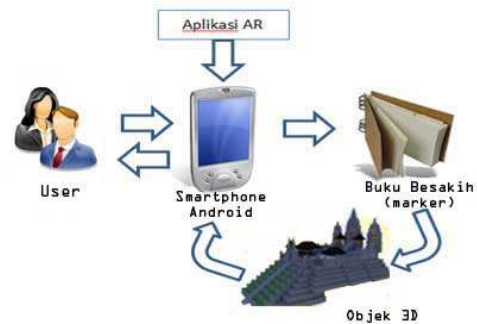 Aplikasi AR
User
Smartphone
Android
Buku Besakih
(marker)
Objek 3D